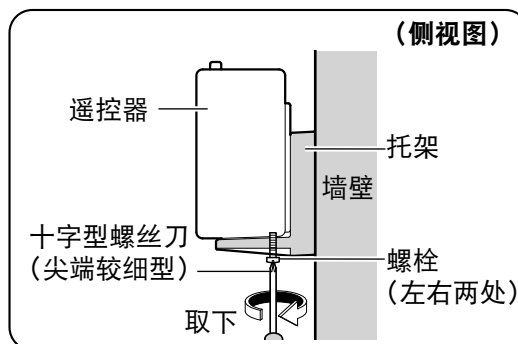 （侧视图）
遥控器
托架
墙壁
十字型螺丝刀
（尖端较细型）
螺栓
（左右两处）
取下